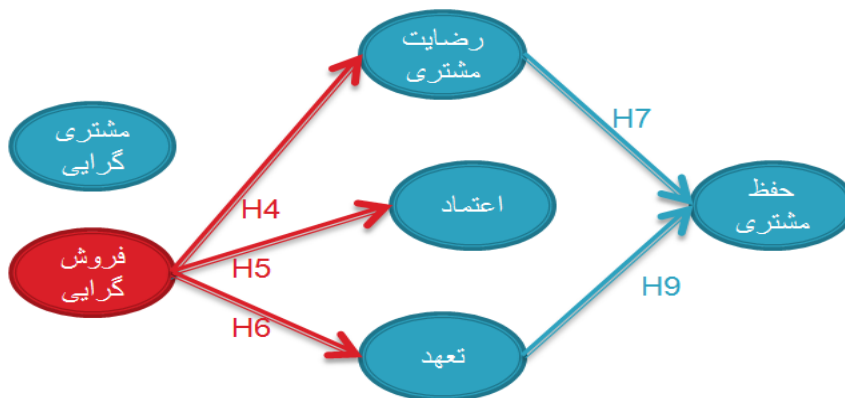 رضایت
مشتری
H7
مشتری
گرایی
H4
اعتماد
حفظ
مشتری
فروش
گرایی
H5
H6
H9
تعهد